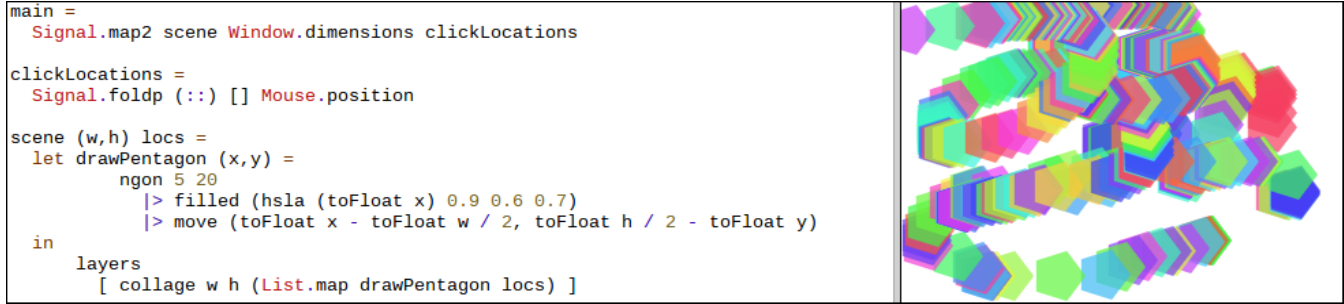 main =
  Signal.map2 scene Window.dimensions clickLocations
clickLocations =
  Signal.foldp (::) [] Mouse.position
scene (w,h) locs =
  let drawPentagon (x,y) =
          ngon 5 20
            |> filled (hsla (toFloat x) 0.9 0.6 0.7)
            |> move (toFloat x - toFloat w / 2, toFloat h / 2 - toFloat y)
  in
      layers
        [ collage w h (List.map drawPentagon locs) ]